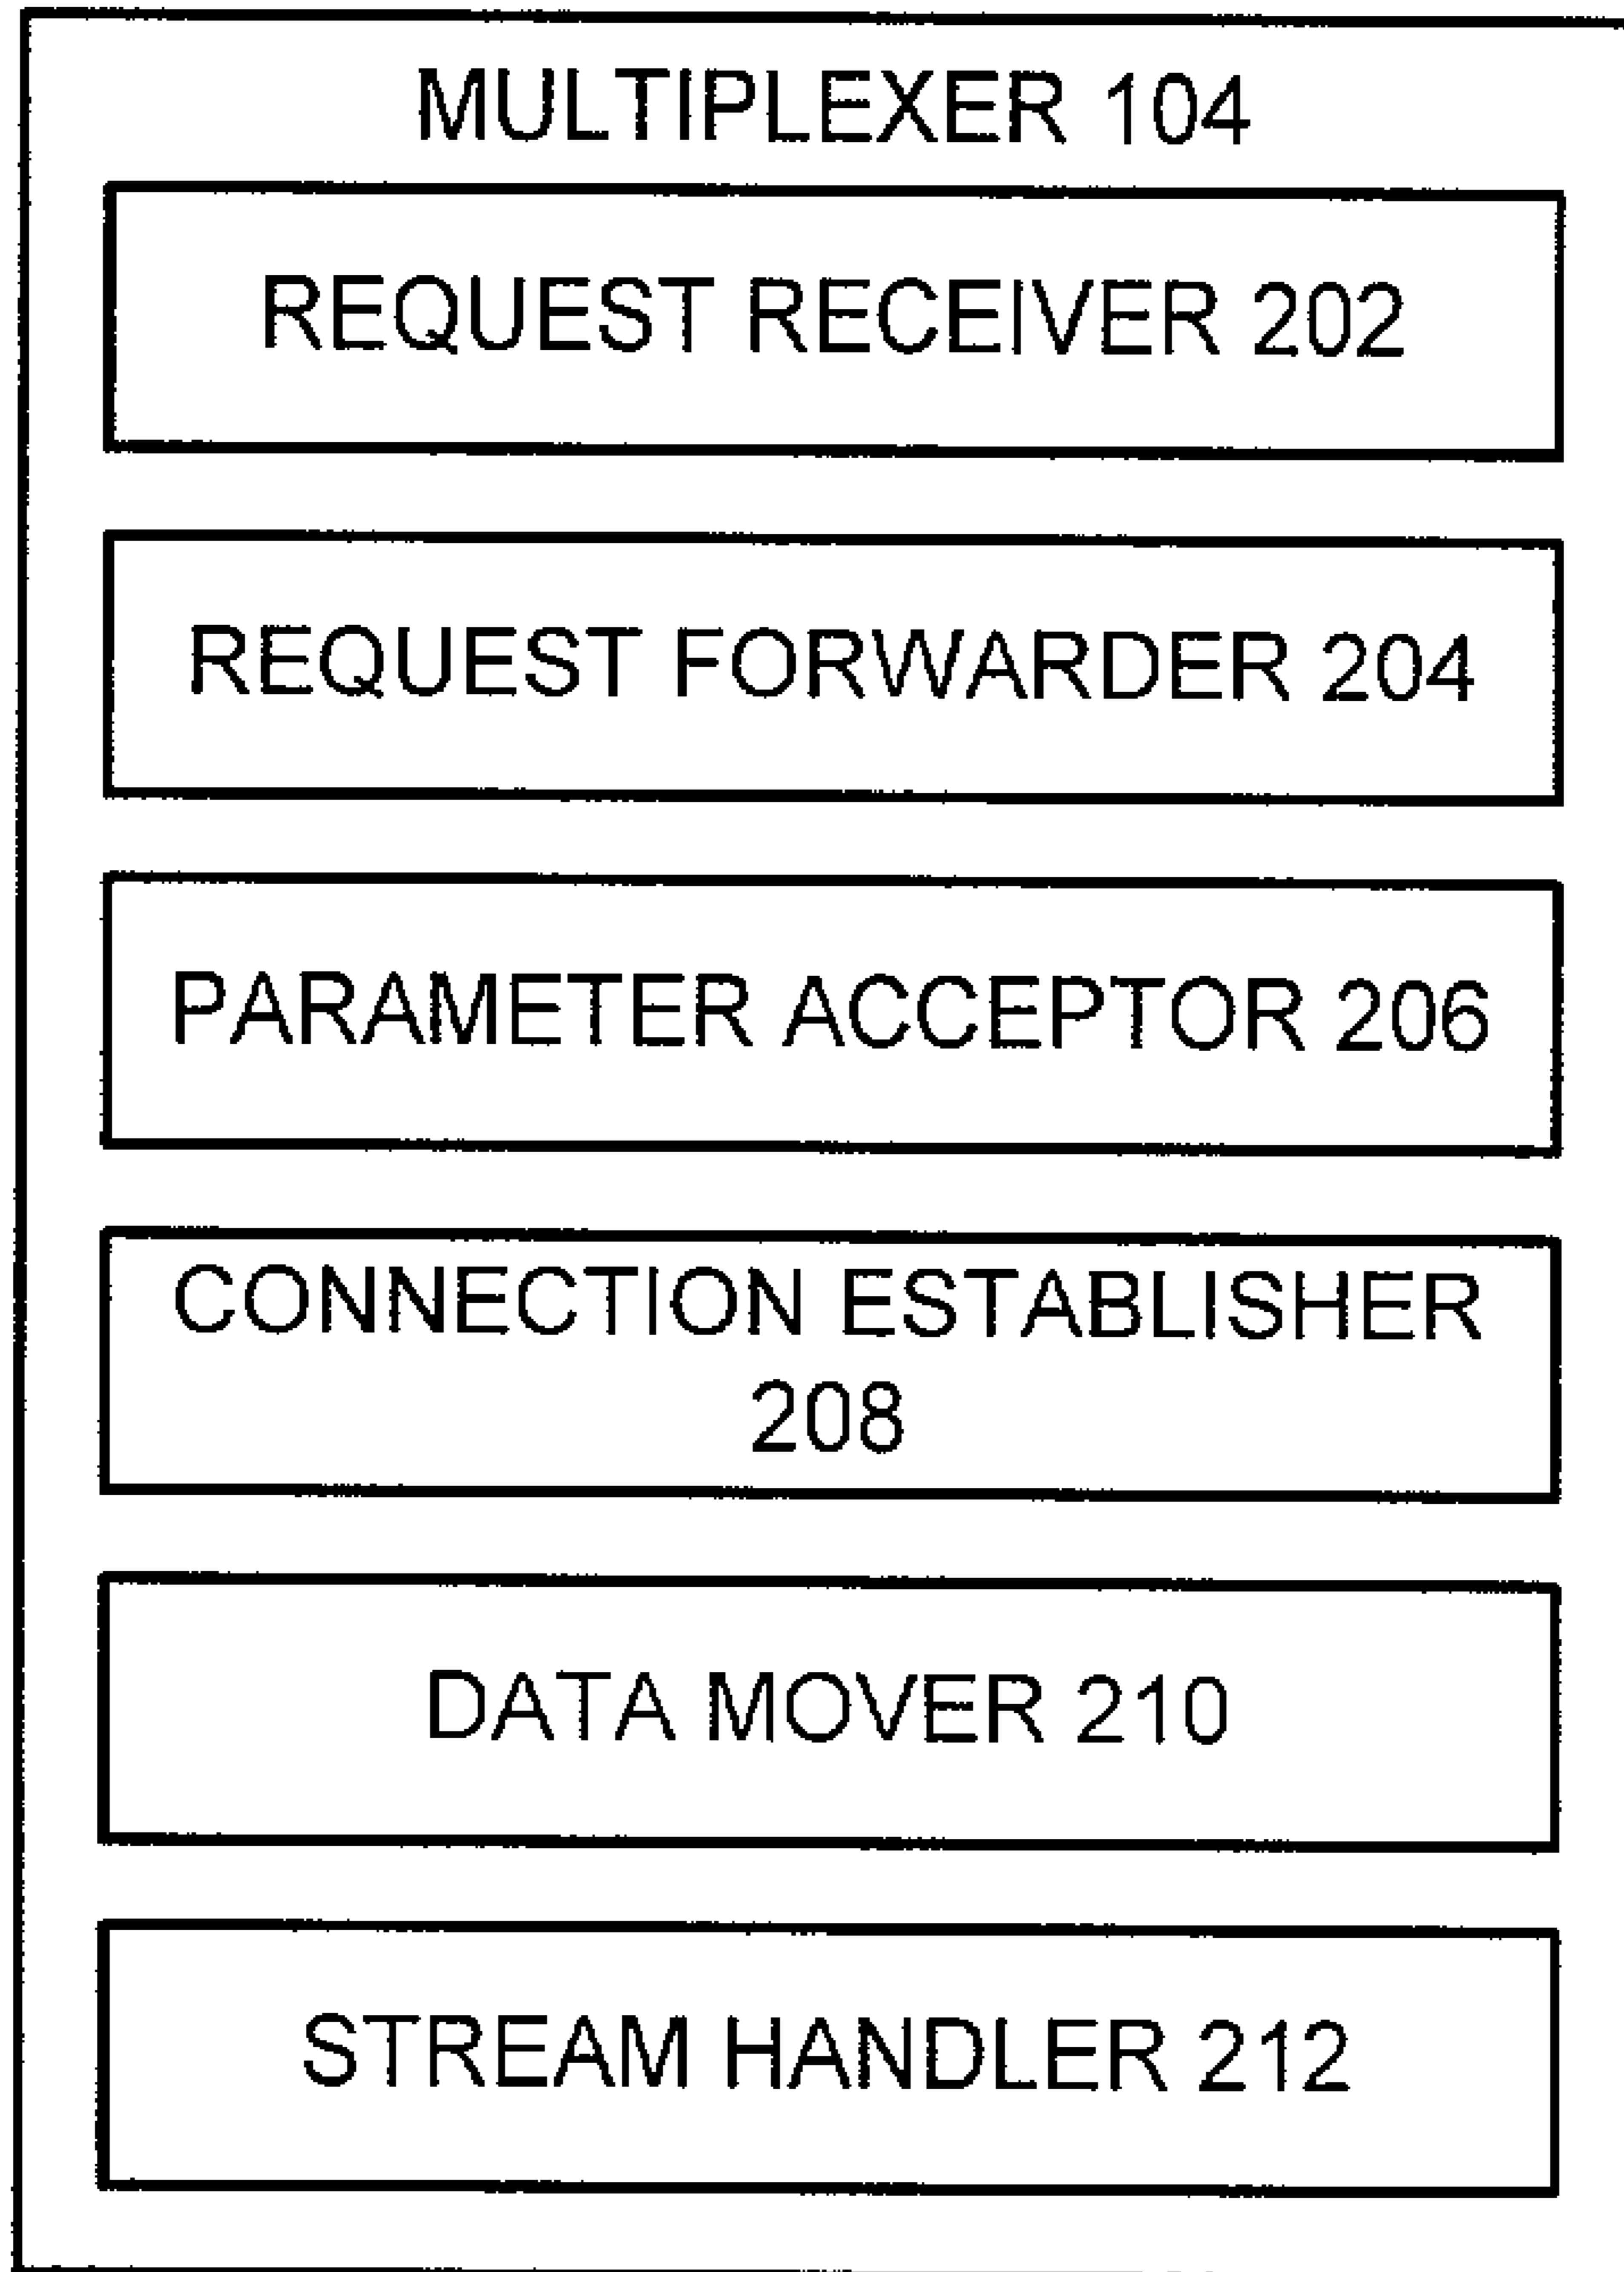 MULTIPLEXER 104
REQUEST RECEIVER 202
REQUEST FORWARDER 204
PARAMETER ACCEPTOR 206
CONNECTION ESTABLISHER
208
DATA MOVER 210
STREAM HANDLER 212